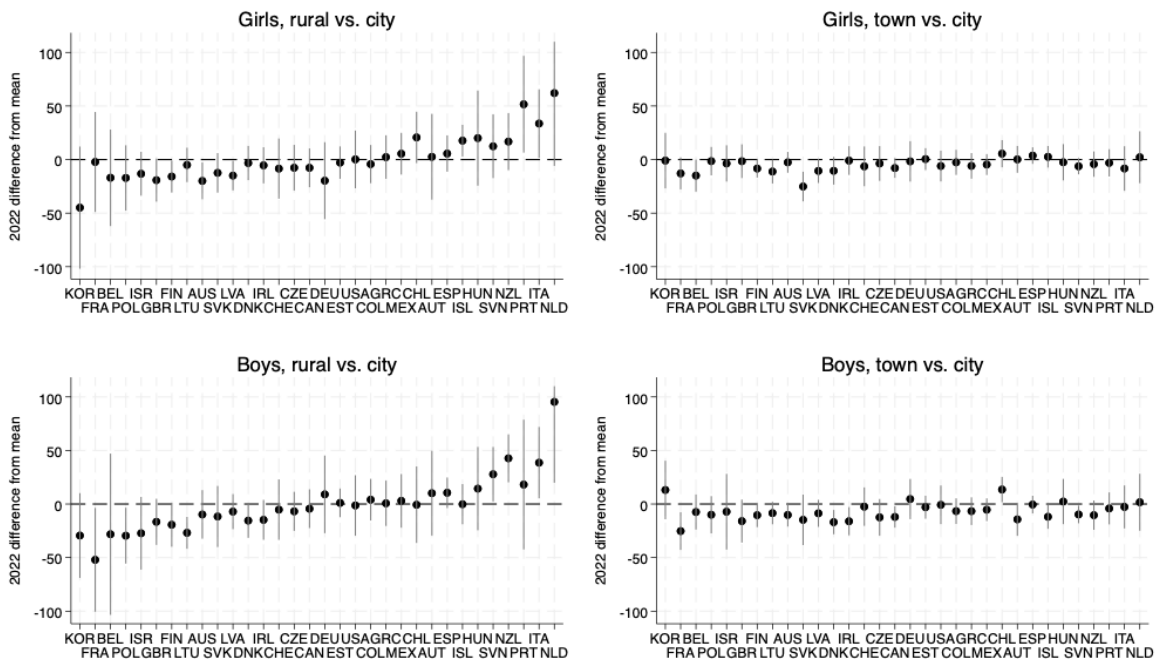 Girls, rural vs. city
2022 difference from mean
100
50
0
-50
-100
KOR BEL ISR FIN AUS LVA IRL CZE DEU USA GRC CHL ESP HUN NZL ITA
FRA POL GBR LTU SVK DNK CHE CAN EST COL MEX AUT ISL SVN PRT NLD
Girls, town vs. city
2022 difference from mean
100
50
0
-50
-100
KOR BEL ISR FIN AUS LVA IRL CZE DEU USA GRC CHL ESP HUN NZL ITA
FRA POL GBR LTU SVK DNK CHE CAN EST COL MEX AUT ISL SVN PRT NLD
Boys, rural vs. city
2022 difference from mean
100
50
0
-50
-100
KOR BEL ISR FIN AUS LVA IRL CZE DEU USA GRC CHL ESP HUN NZL ITA
FRA POL GBR LTU SVK DNK CHE CAN EST COL MEX AUT ISL SVN PRT NLD
Boys, town vs. city
2022 difference from mean
100
50
0
-50
-100
KOR BEL ISR FIN AUS LVA IRL CZE DEU USA GRC CHL ESP HUN NZL ITA
FRA POL GBR LTU SVK DNK CHE CAN EST COL MEX AUT ISL SVN PRT NLD